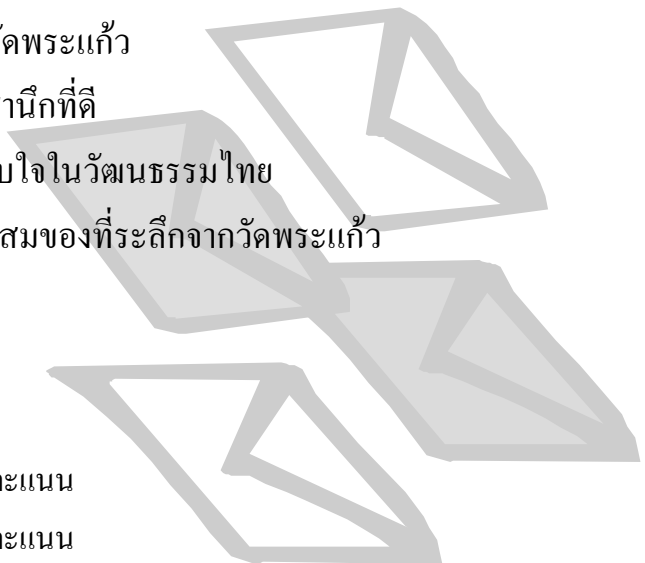 ัดพระแก้ว
านึกที่ดี
บใจในวัฒนธรรมไทย
สมของที่ระลึกจากวัดพระแก้ว
คะแนน
คะแนน